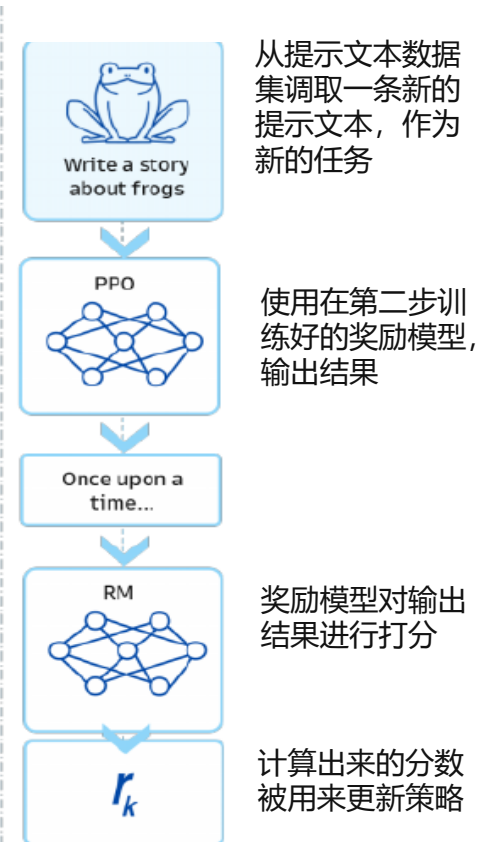 从提示文本数据
集调取一条新的
提示文本，作为
新的任务
Write a story
about frogs
PPO
使用在第二步训
练好的奖励模型，
输出结果
Once upon a
time...
RM
奖励模型对输出
结果进行打分
计算出来的分数
被用来更新策略
r_k